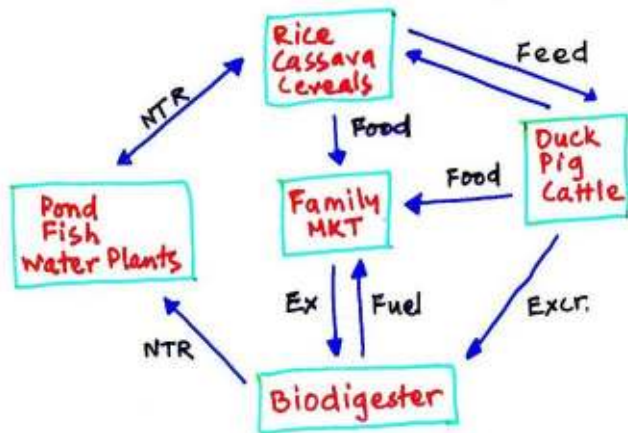 Rice
Cassava
Cereals
Feed
NTR
Food
Duck
Pig
Cattle
Food
Family
MKT
Pond
Fish
Water Plants
Ex
Fuel
Excr.
NTR
Biodigester